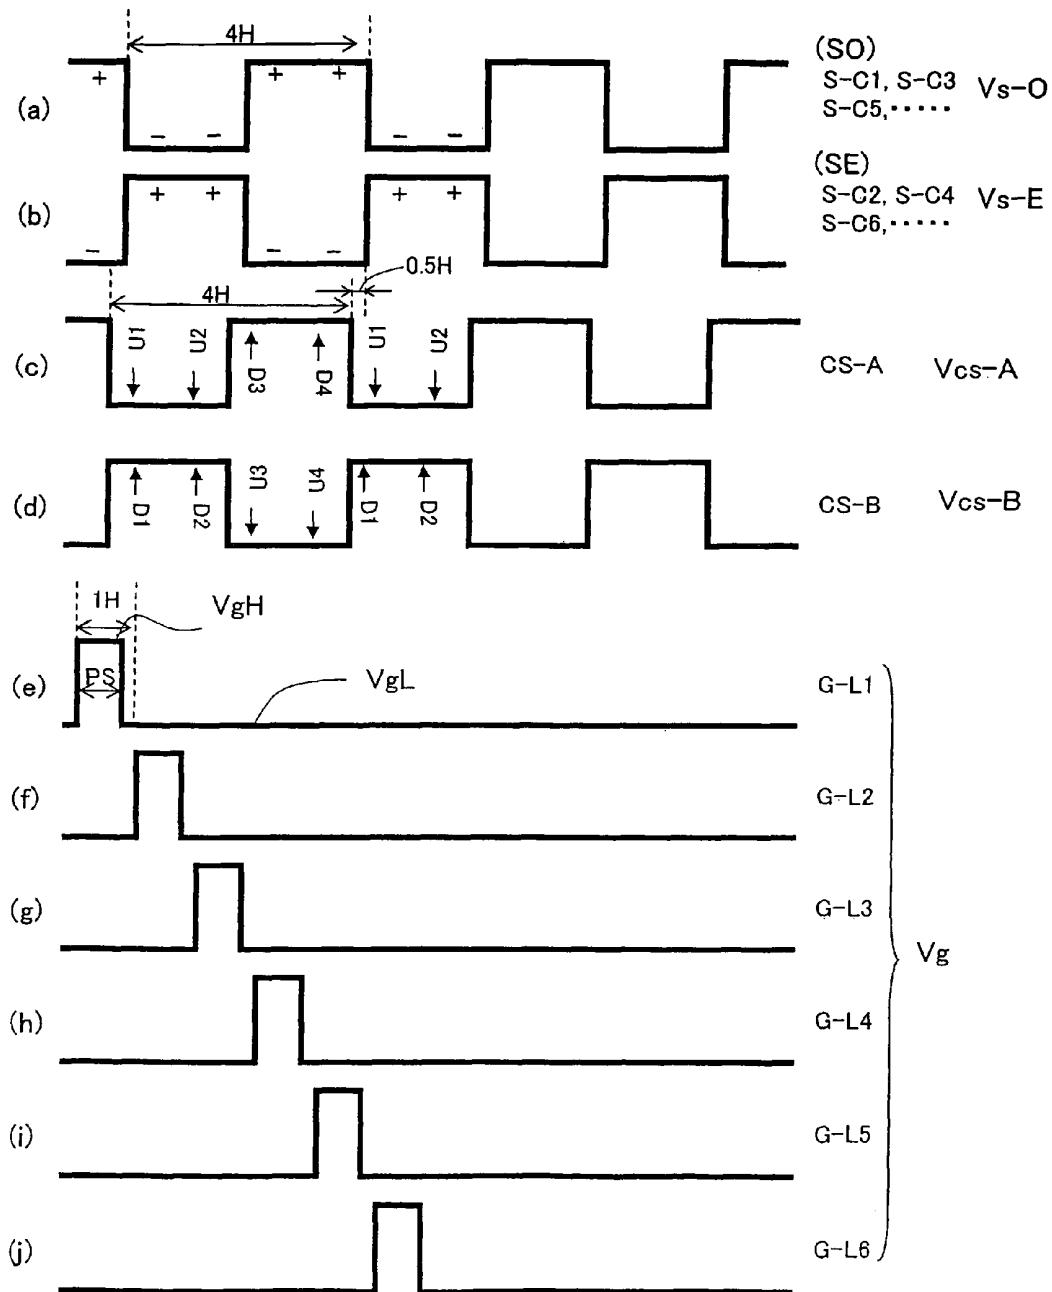 4H
(a) + + + - - - - (SO)
S-C1, S-C3 Vs-O
S-C5,・・・・・
(b) - + + - - + + (SE)
S-C2, S-C4 Vs-E
S-C6,・・・・・
0.5H
4H
(c) U1 U2 D3 D4 U1 U2 CS-A Vcs-A
(d) D1 D2 U3 U4 D1 D2 CS-B Vcs-B
1H VgH
(e) PS VgL G-L1
(f) G-L2
(g) G-L3
Vg
(h) G-L4
(i) G-L5
(j) G-L6